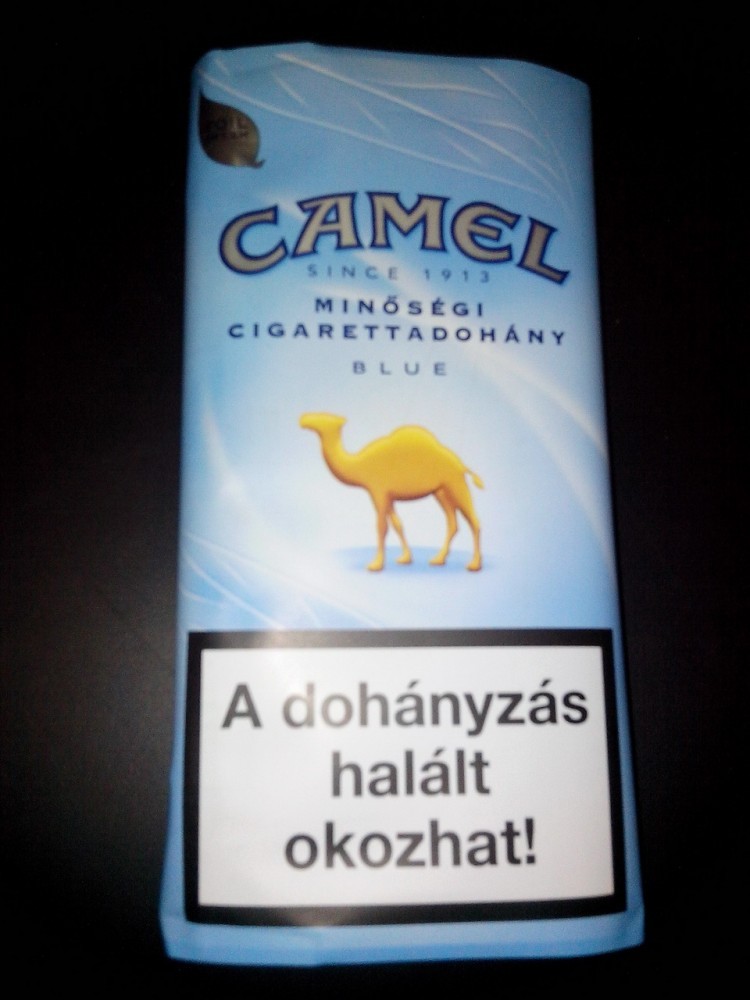 CAMEL
SINCE 1913
MINŐSÉGI
CIGARETTADOHÁNY
BLUE
A dohányzás
halált
okozhat!